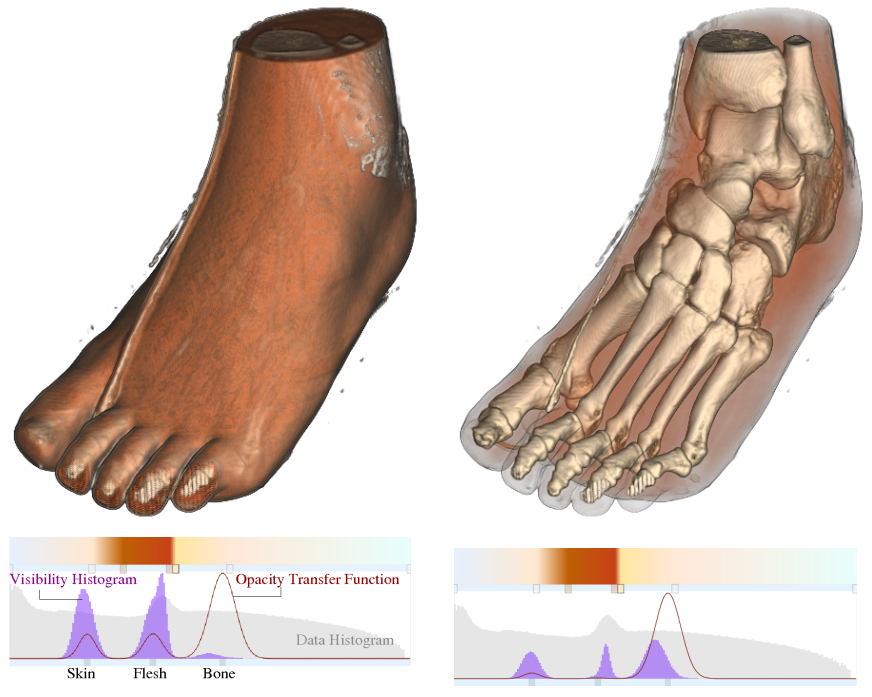 Visibility Histogram
Opacity Transfer Function
Data Histogram
Skin
Flesh
Bone